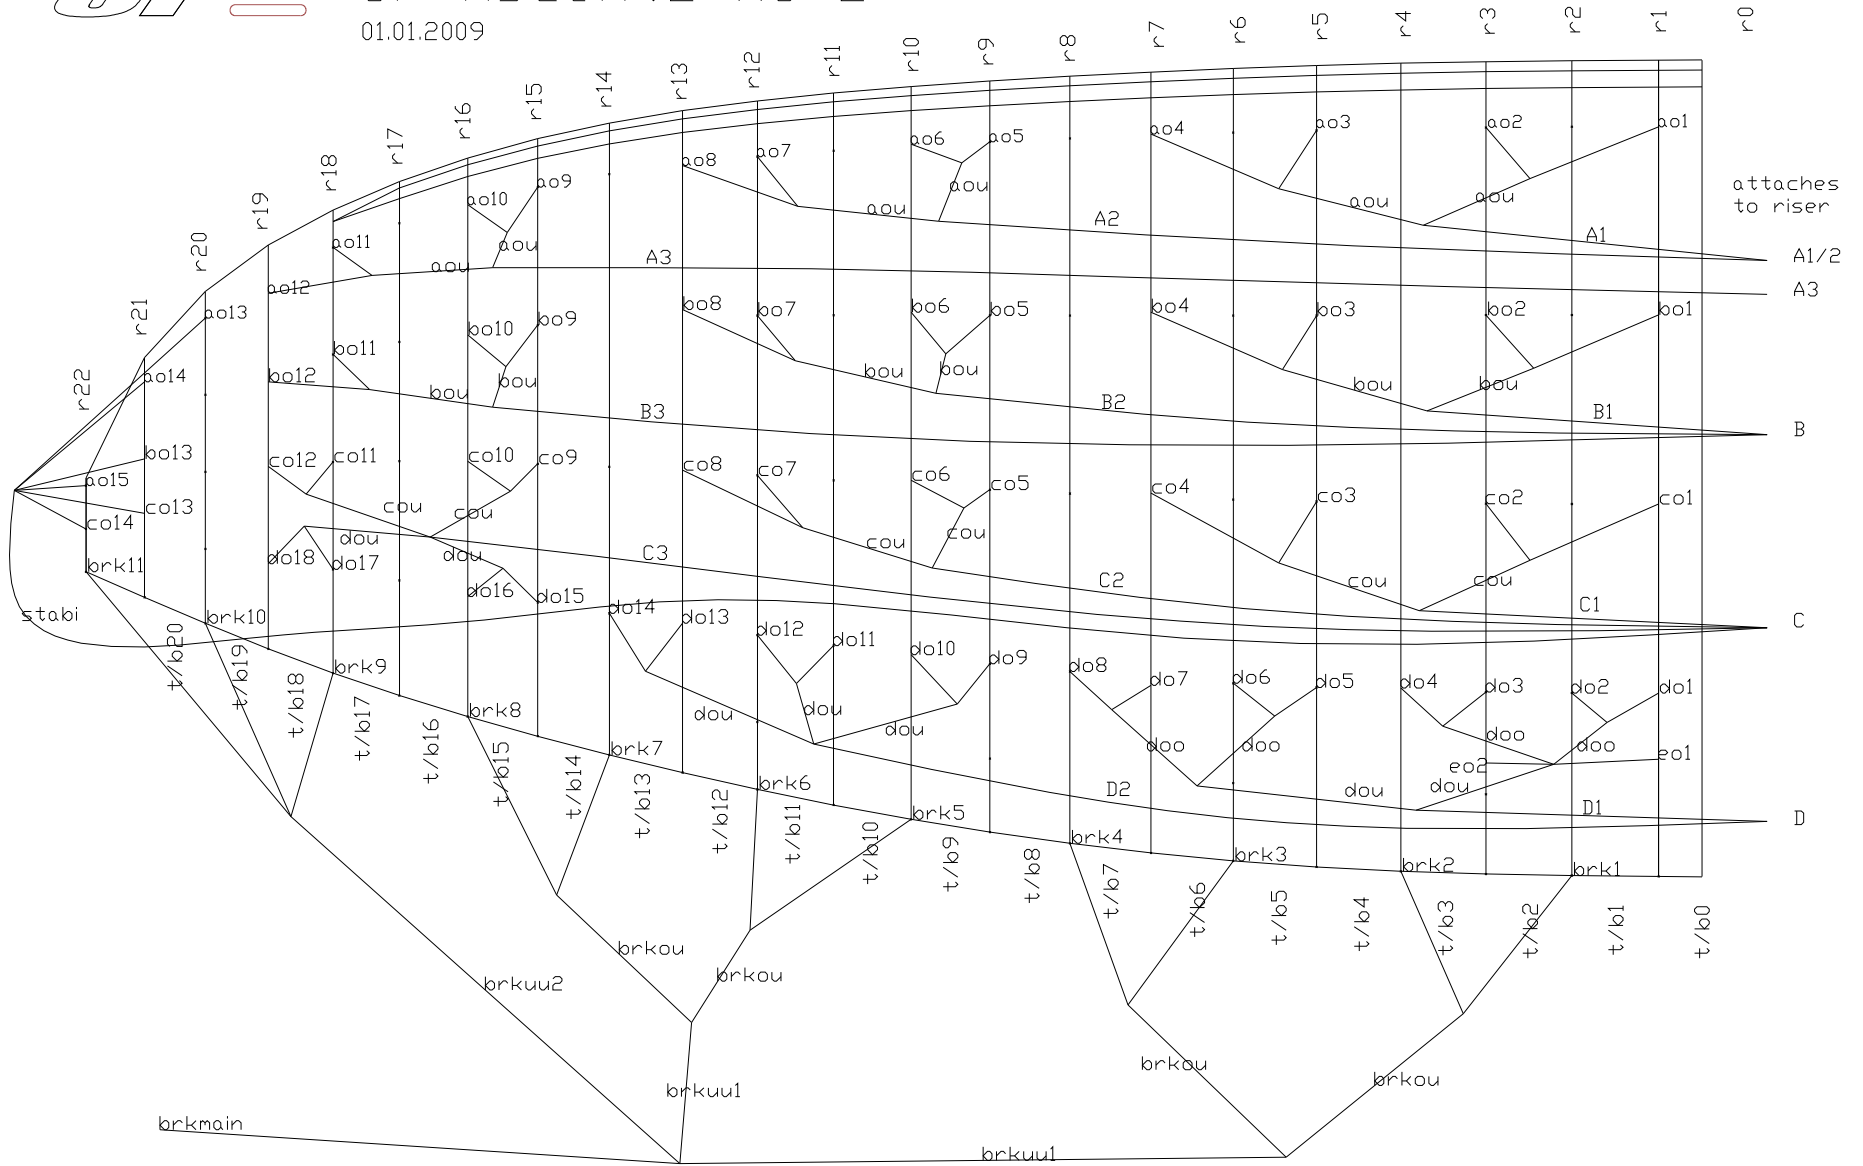 01.01.2009
r22
r21
r20
r19
r18
r17
r16
r15
r14
r13
r12
r11
r10
r9
r8
r7
r6
r5
r4
r3
r2
r1
r0
ao13
ao14
ao15
ao12
ao11
ao10
ao9
ao8
ao7
ao6
ao5
ao4
ao3
ao2
ao1
aou
aou
aou
aou
aou
aou
A3
A2
A1
attaches
to riser
A1/2
A3
bo13
bo12
bo11
bo10
bo9
bo8
bo7
bo6
bo5
bo4
bo3
bo2
bo1
bou
bou
bou
bou
bou
bou
B3
B2
B1
B
co14
co13
co12
co11
co10
co9
co8
co7
co6
co5
co4
co3
co2
co1
cou
cou
cou
cou
cou
cou
C3
C2
C1
C
stabi
do18
do17
do16
do15
do14
do13
do12
do11
do10
do9
do8
do7
do6
do5
do4
do3
do2
do1
dou
dou
dou
dou
dou
doo
doo
doo
doo
eo2
eo1
dou
dou
D2
D1
D
brk11
brk10
brk9
brk8
brk7
brk6
brk5
brk4
brk3
brk2
brk1
t/b20
t/b19
t/b18
t/b17
t/b16
t/b15
t/b14
t/b13
t/b12
t/b11
t/b10
t/b9
t/b8
t/b7
t/b6
t/b5
t/b4
t/b3
t/b2
t/b1
t/b0
brkou
brkou
brkuu2
brkou
brkou
brkuu1
brkmain
brkuu1